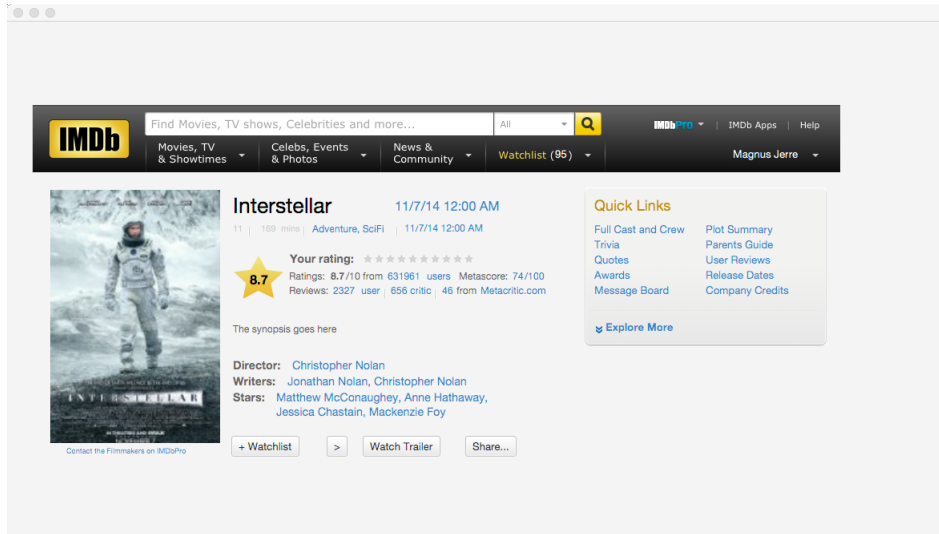 Find Movies, TV shows, Celebrities and more...
All
IMDb
IMDbPro
IMDb Apps
Help
Movies, TV
& Showtimes
Celebs, Events
& Photos
News &
Community
Watchlist (95)
Magnus Jerre
Interstellar
11/7/14 12:00 AM
11 | 169 mins | Adventure, SciFi | 11/7/14 12:00 AM
Your rating:
8.7
Ratings: 8.7/10 from 631961 users Metascore: 74/100
Reviews: 2327 user | 656 critic | 46 from Metacritic.com
The synopsis goes here
Director: Christopher Nolan
Writers: Jonathan Nolan, Christopher Nolan
Stars: Matthew McConaughey, Anne Hathaway,
Jessica Chastain, Mackenzie Foy
+ Watchlist
>
Watch Trailer
Share...
INTERSTELLAR
Contact the Filmmakers on IMDbPro
Quick Links
Full Cast and Crew
Trivia
Quotes
Awards
Message Board
Plot Summary
Parents Guide
User Reviews
Release Dates
Company Credits
Explore More